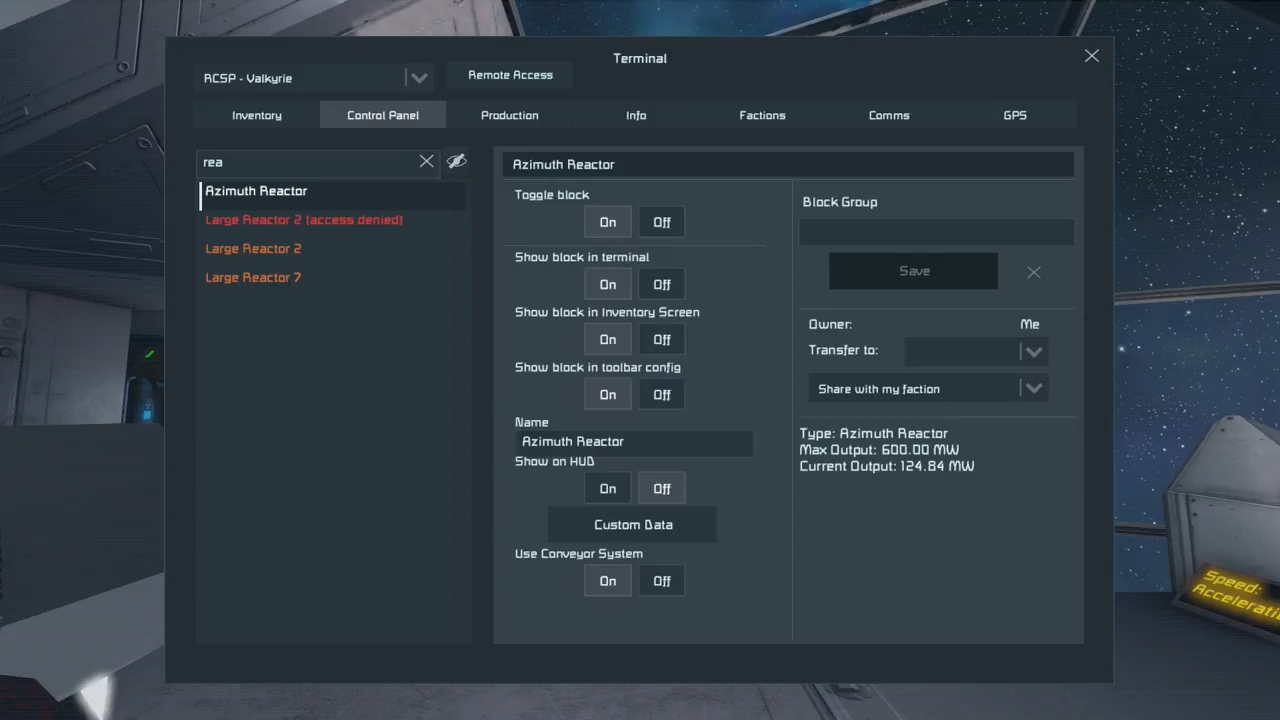 Terminal
RCSP - Valkyrie
Remote Access
Inventory
Control Panel
Production
Info
Factions
Comms
GPS
rea
Azimuth Reactor
Large Reactor 2 (access denied)
Large Reactor 2
Large Reactor 7
Azimuth Reactor
Toggle block
On Off
Show block in terminal
On Off
Show block in Inventory Screen
On Off
Show block in toolbar config
On Off
Name
Azimuth Reactor
Show on HUD
On Off
Custom Data
Use Conveyor System
On Off
Block Group
Save
Owner: Me
Transfer to:
Share with my faction
Type: Azimuth Reactor
Max Output: 600.00 MW
Current Output: 124.84 MW
Speed: